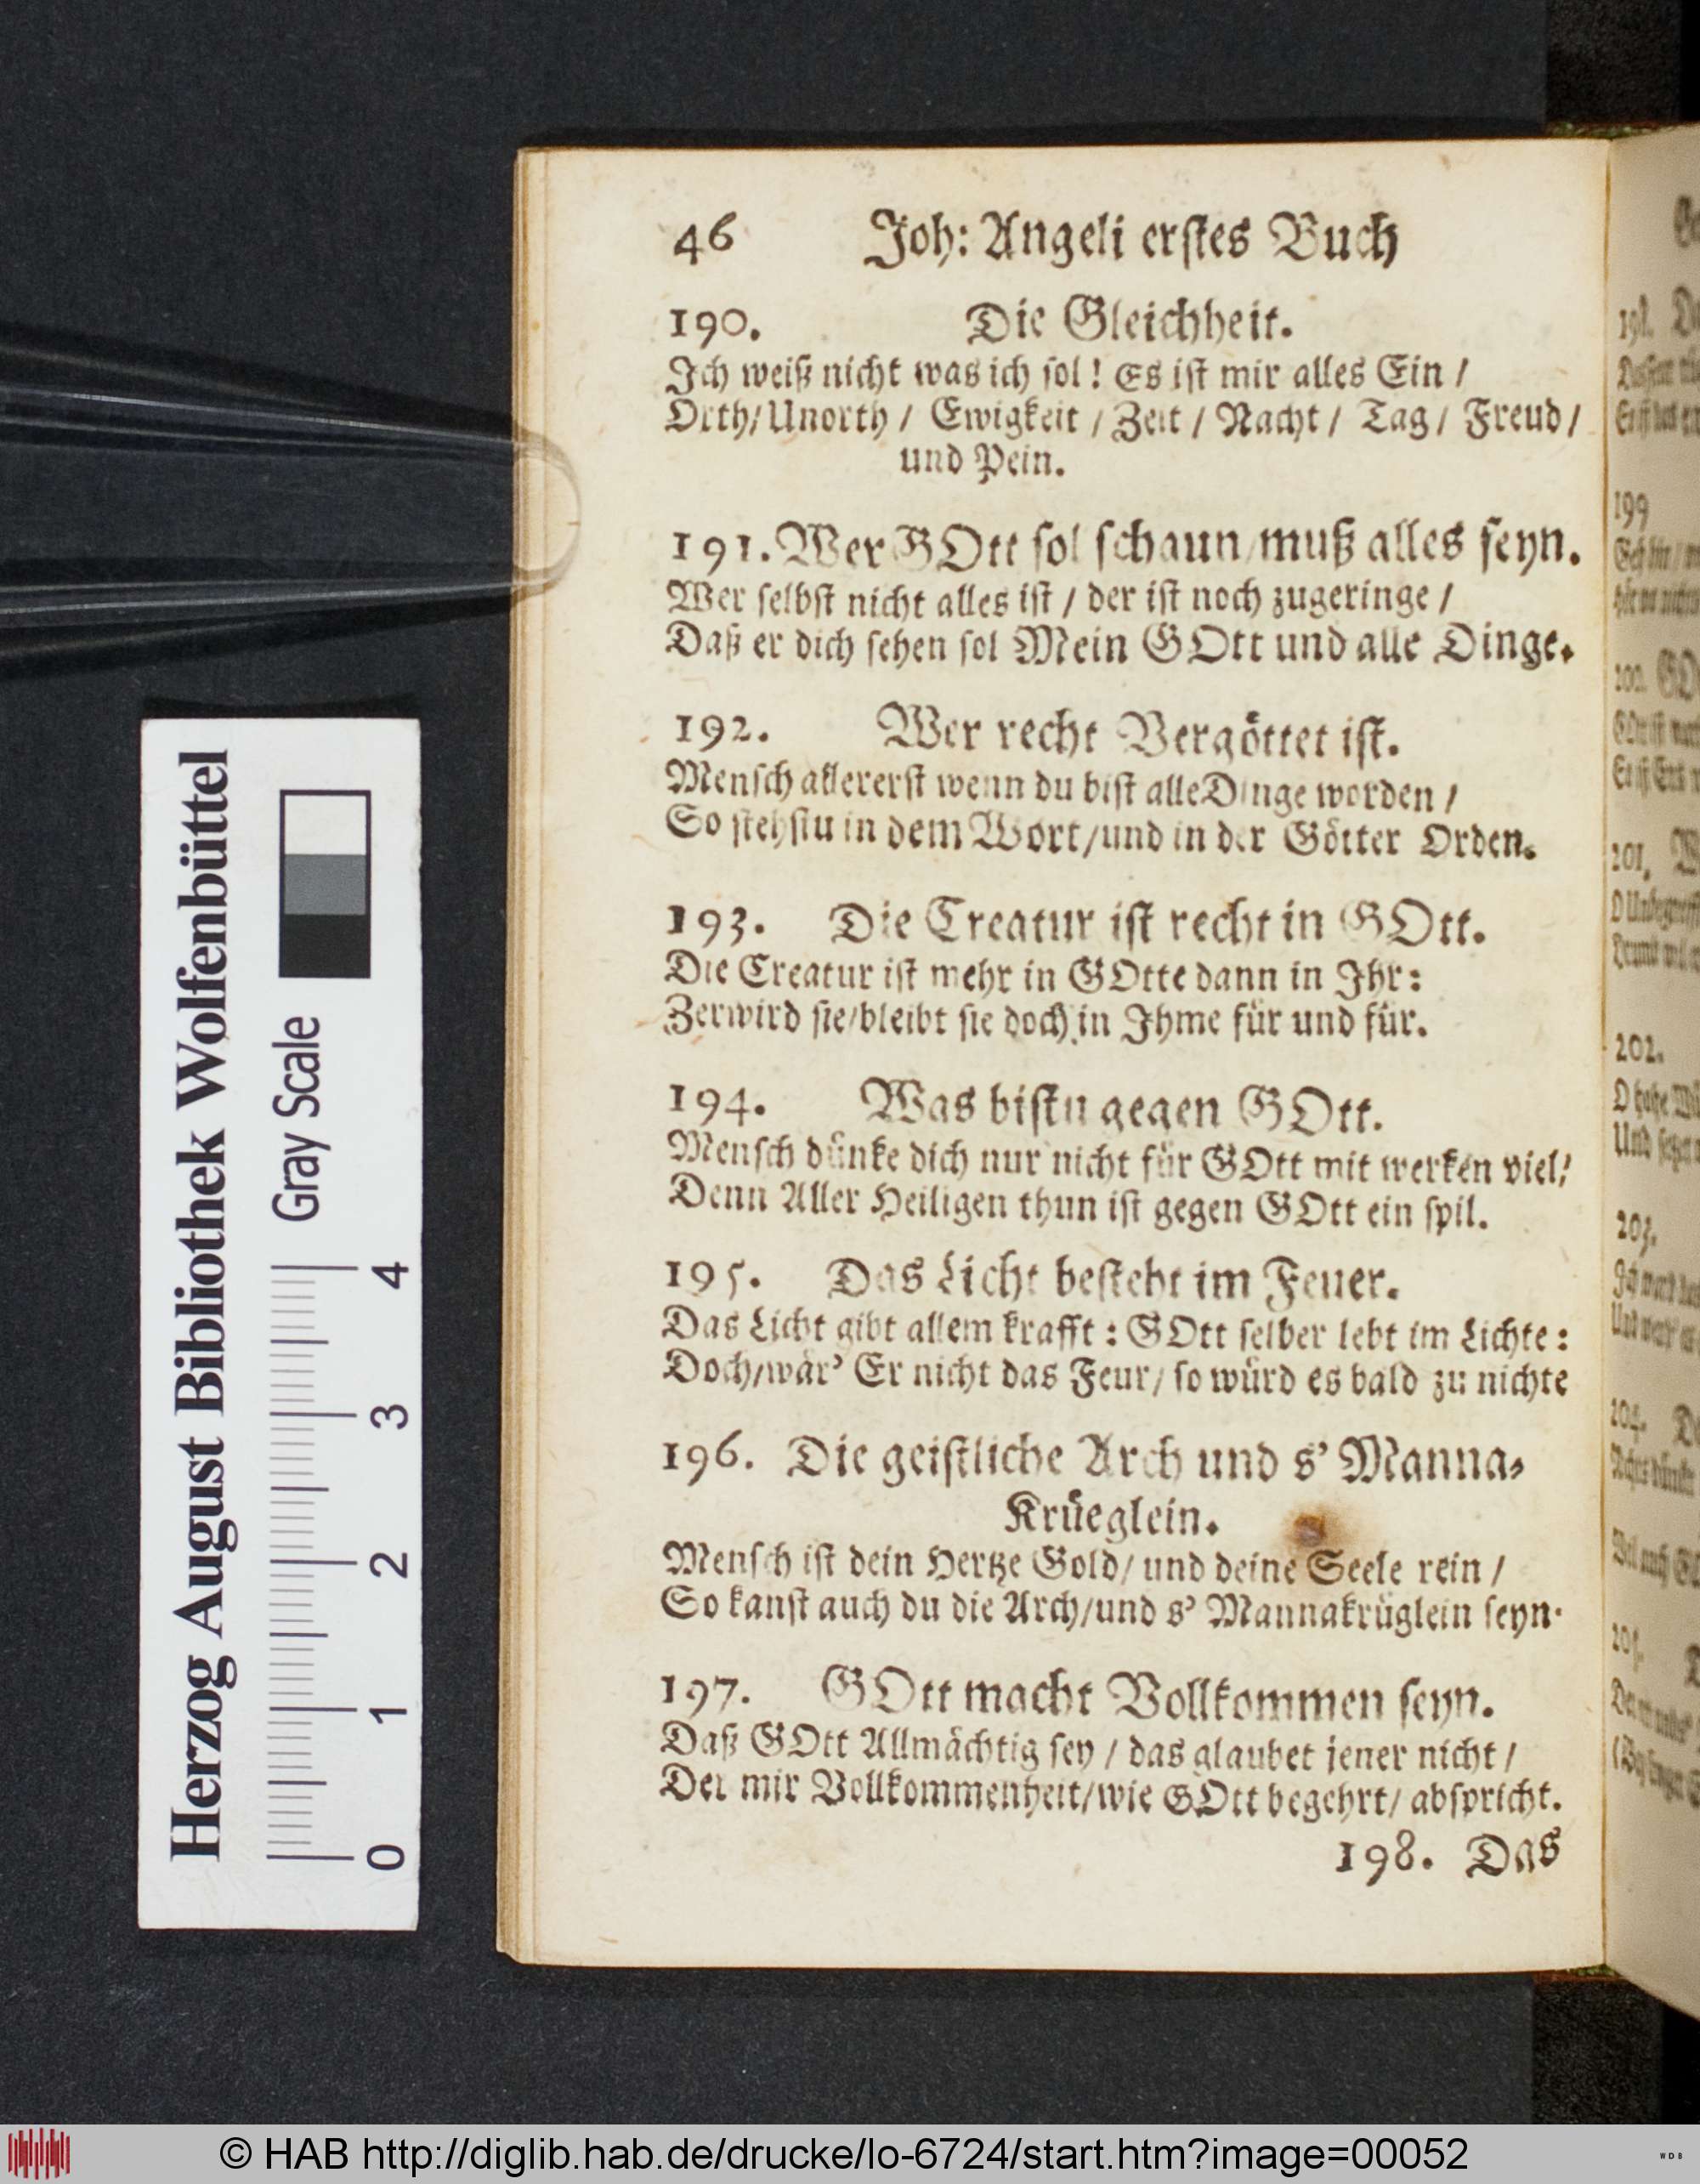 46 Joh: Angeli erſtes Buch
190. Die Gleichheit.
Jch weiß nicht was ich ſol! Es iſt mir alles Ein /
Orth/Unorth / Ewigkeit / Zeit / Nacht / Tag / Freud /
und Pein.
191. Wer GOtt ſol ſchaun muß alles ſeyn.
Wer ſelbſt nicht alles iſt / der iſt noch zugeringe /
Daß er dich ſehen ſol Mein GOtt und alle Dinge.
192. Wer recht Vergöttet iſt.
Menſch allererſt wenn du biſt alle Dinge worden /
So ſtehſtu in dem Wort/und in der Götter Orden.
193. Die Creatur iſt recht in GOtt.
Die Creatur iſt mehr in GOtte dann in Jhr:
Zerwird ſie/bleibt ſie doch in Jhme für und für.
194. Was biſtu gegen GOtt.
Menſch dünke dich nur nicht für GOtt mit werken viel/
Denn Aller Heiligen thun iſt gegen GOtt ein ſpil.
195. Das Licht beſteht im Feuer.
Das Licht gibt allem krafft: GOtt ſelber lebt im Lichte:
Doch/wär' Er nicht das Feur/ ſo würd es bald zu nichte
196. Die geiſtliche Arch und s' Manna-
Krüeglein.
Menſch iſt dein Hertze Gold/ und deine Seele rein /
So kanſt auch du die Arch/und s' Mannakrüglein ſeyn.
197. GOtt macht Vollkommen ſeyn.
Daß GOtt Allmächtig ſey / das glaubet jener nicht /
Der mir Vollkommenheit/wie GOtt begehrt/ abſpricht.
198. Das
Herzog August Bibliothek Wolfenbüttel
Gray Scale
0 1 2 3 4
199
201.
202.
203.
© HAB http://diglib.hab.de/drucke/lo-6724/start.htm?image=00052
WDB